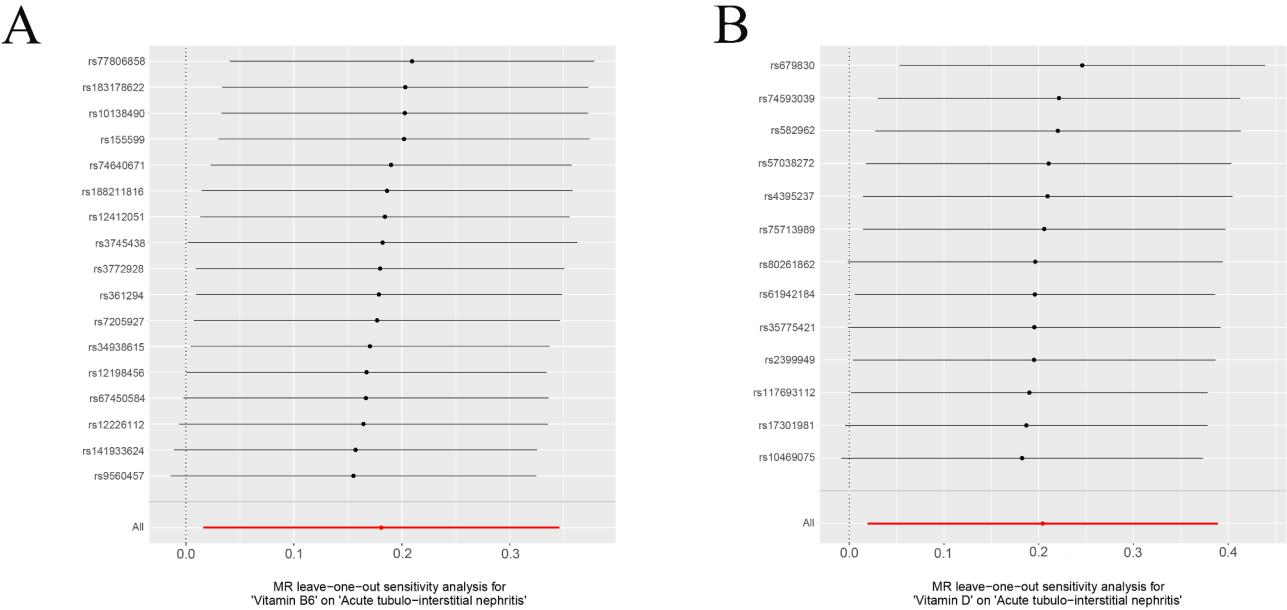 A
rs77806858
rs183178622
rs10138490
rs155599
rs74640671
rs188211816
rs12412051
rs3745438
rs3772928
rs361294
rs7205927
rs34938615
rs12198456
rs67450584
rs12226112
rs141933624
rs9560457
All
0.0 0.1 0.2 0.3
MR leave−one−out sensitivity analysis for
'Vitamin B6' on 'Acute tubulo−interstitial nephritis'
B
rs679830
rs74593039
rs582962
rs57038272
rs4395237
rs75713989
rs80261862
rs61942184
rs35775421
rs2399949
rs117693112
rs17301981
rs10469075
All
0.0 0.1 0.2 0.3 0.4
MR leave−one−out sensitivity analysis for
'Vitamin D' on 'Acute tubulo−interstitial nephritis'